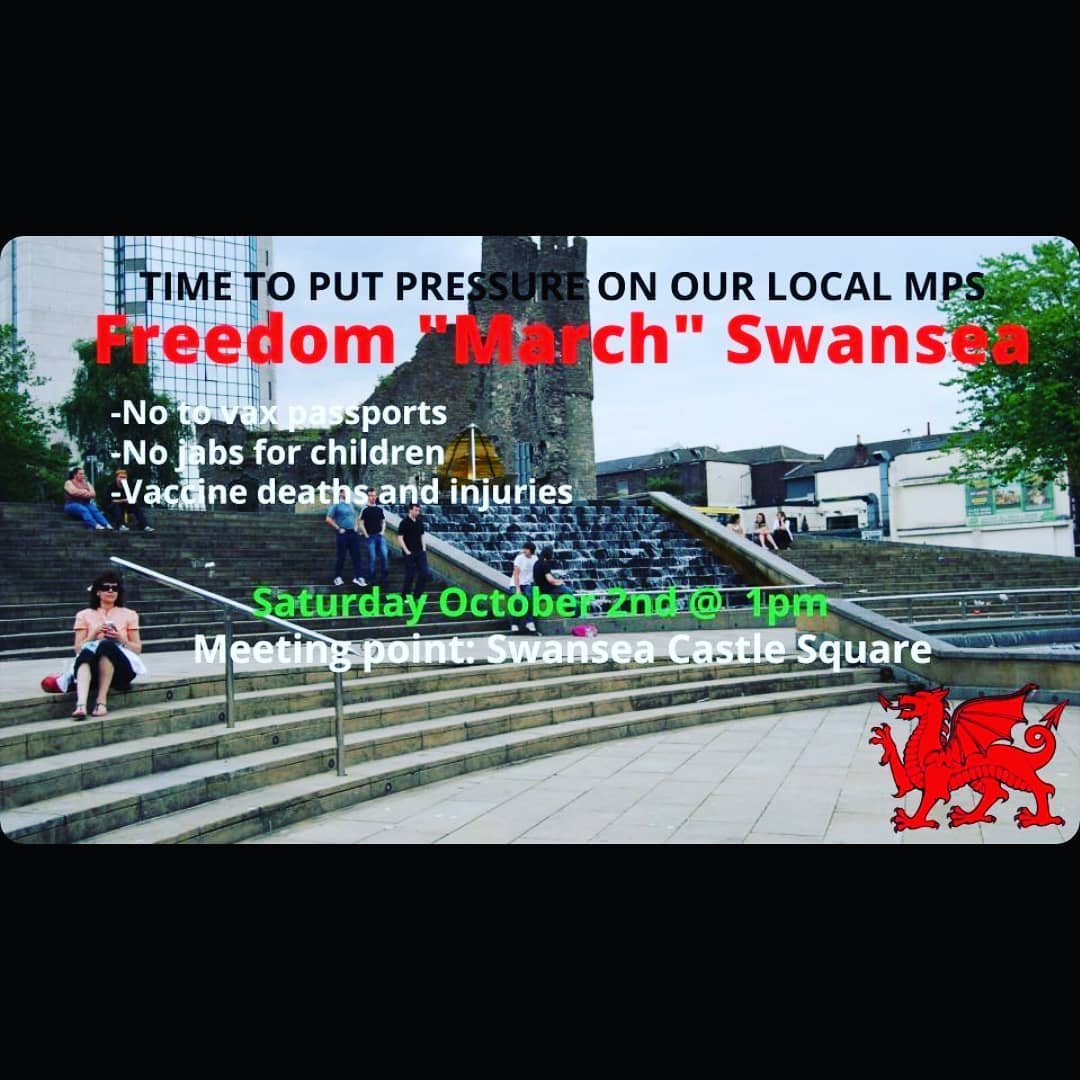 TIME TO PUT PRESSURE ON OUR LOCAL MPS
Freedom "March" Swansea
-No to vax passports
-No jabs for children
-Vaccine deaths and injuries
Saturday October 2nd @ 1pm
Meeting point: Swansea Castle Square